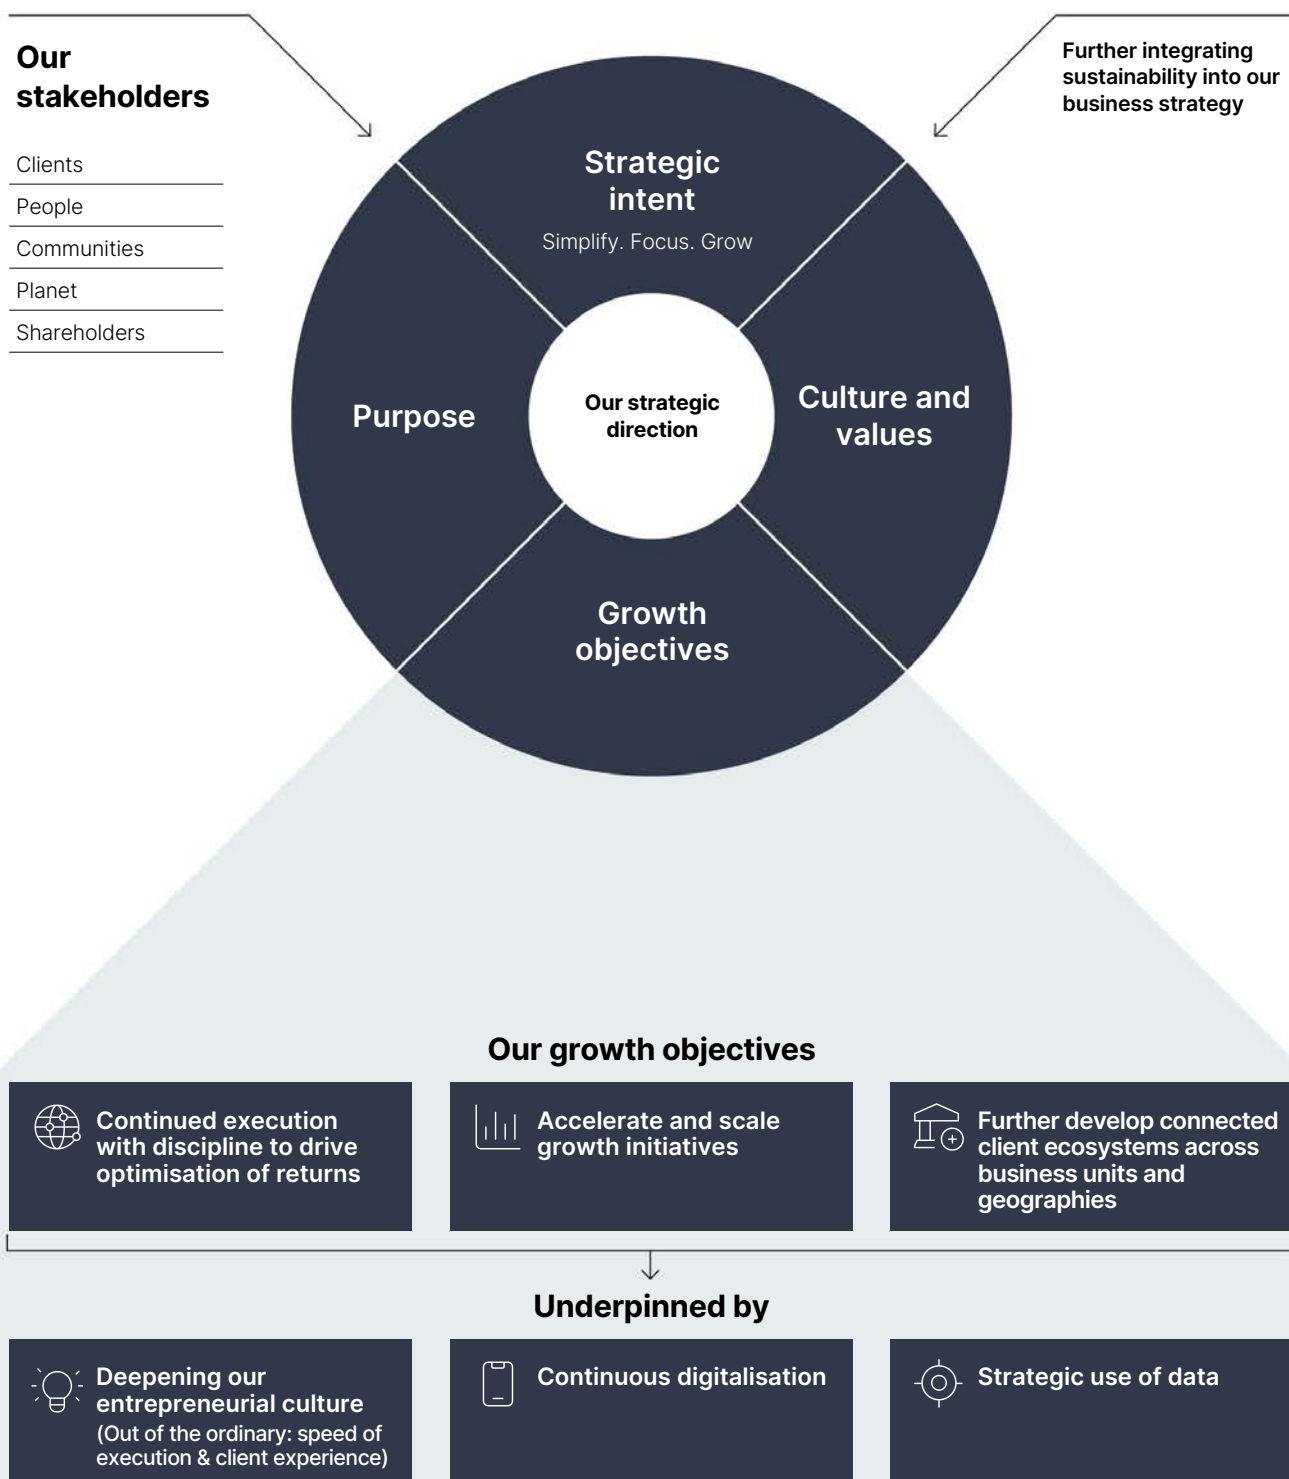 Our
stakeholders
Clients
People
Communities
Planet
Shareholders
Further integrating
sustainability into our
business strategy
Strategic
intent
Simplify. Focus. Grow
Purpose
Our strategic
direction
Culture and
values
Growth
objectives
Our growth objectives
Continued execution
with discipline to drive
optimisation of returns
Accelerate and scale
growth initiatives
Further develop connected
client ecosystems across
business units and
geographies
Underpinned by
Deepening our
entrepreneurial culture
(Out of the ordinary: speed of
execution & client experience)
Continuous digitalisation
Strategic use of data